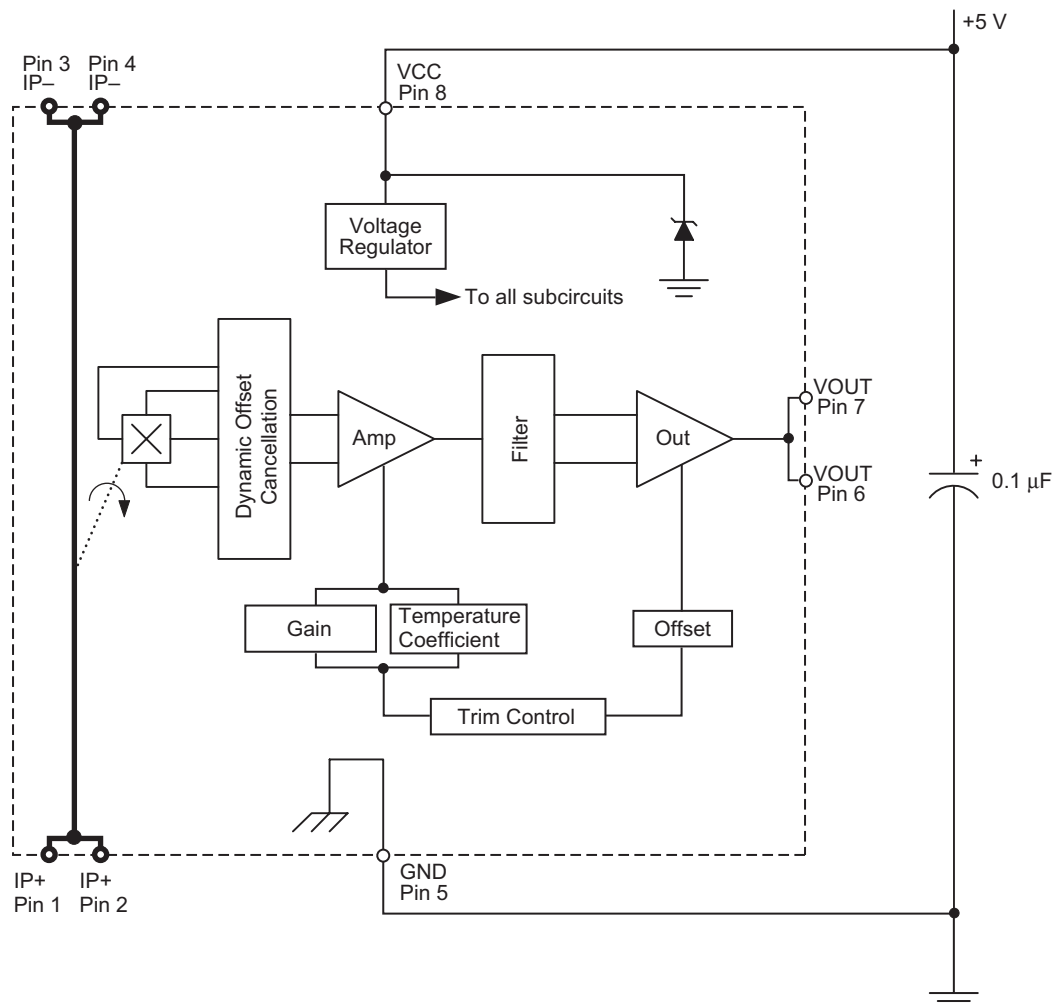 +5 V
Pin 3
IP–
Pin 4
IP–
VCC
Pin 8
Voltage
Regulator
To all subcircuits
Dynamic Offset
Cancellation
Amp
Filter
Out
VOUT
Pin 7
VOUT
Pin 6
+
0.1 µF
Gain
Temperature
Coefficient
Offset
Trim Control
IP+
Pin 1
IP+
Pin 2
GND
Pin 5